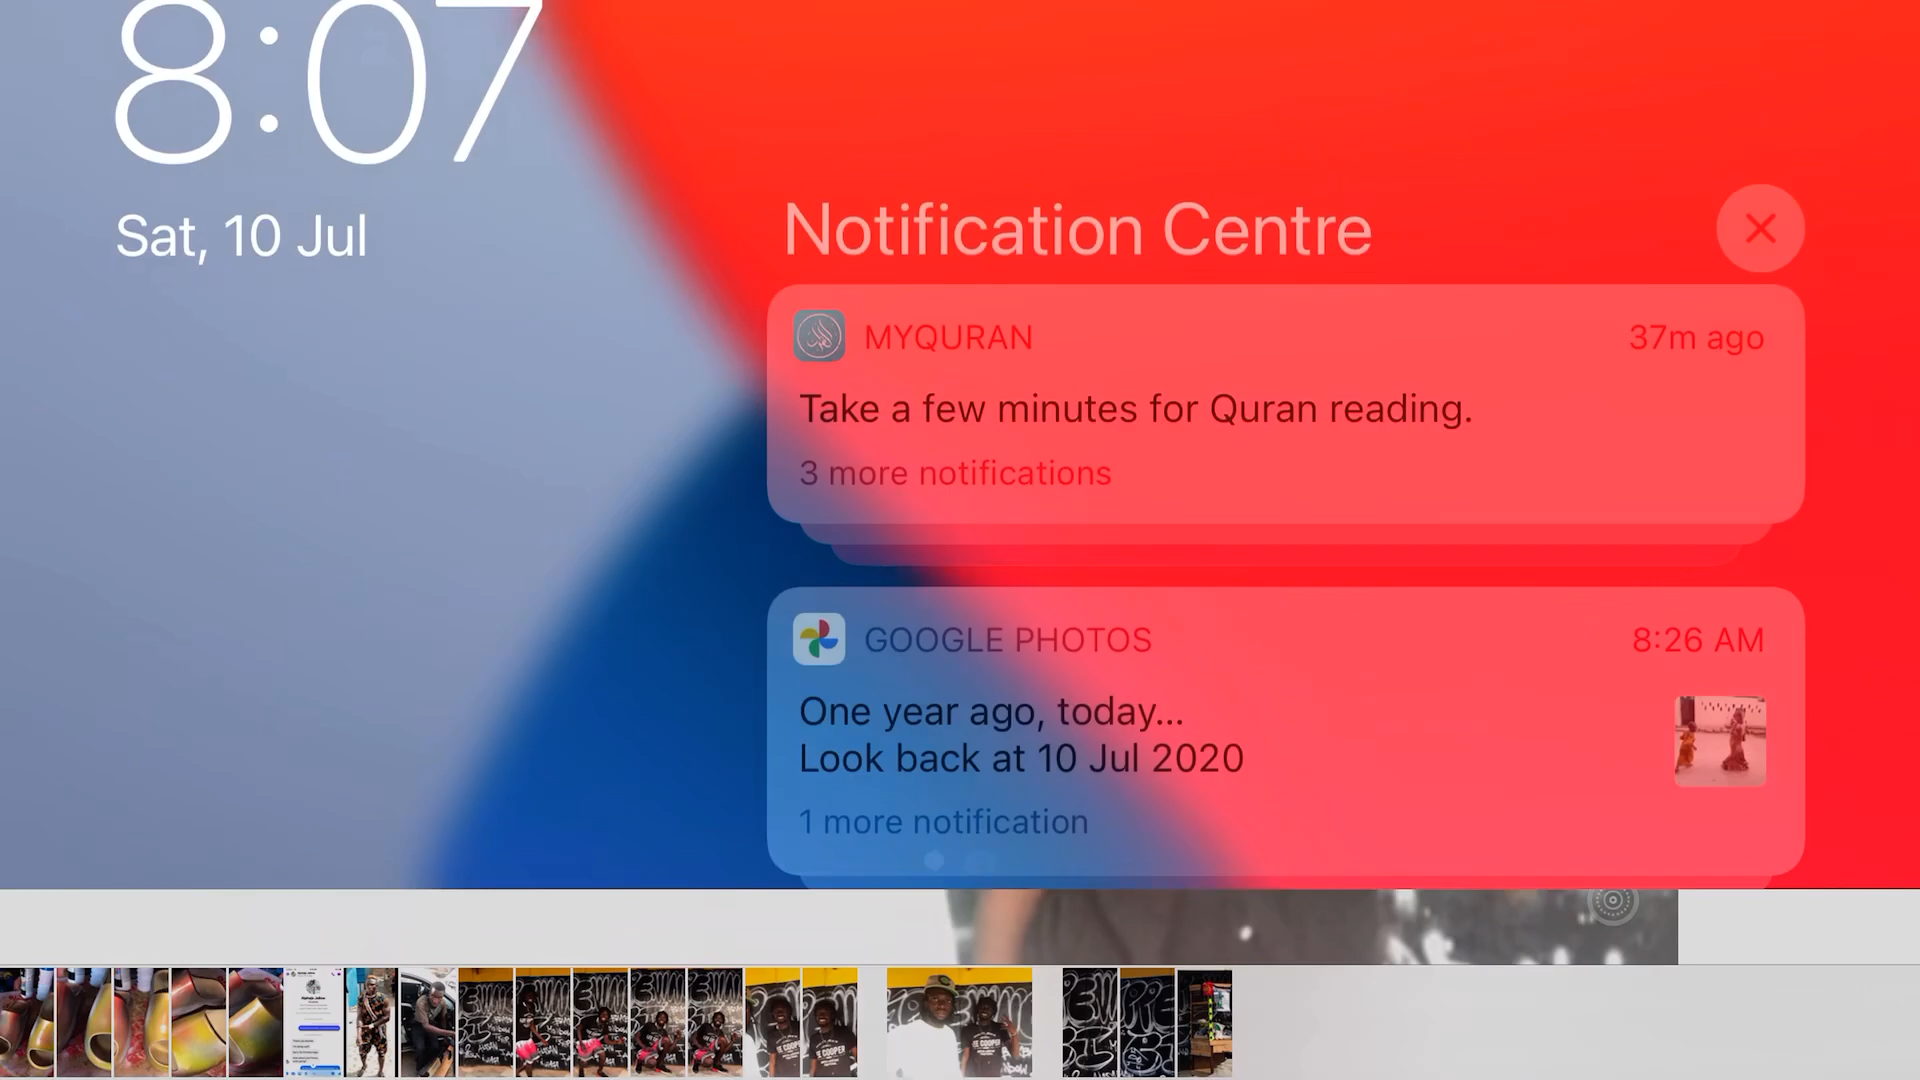 8:07
Sat, 10 Jul
Notification Centre
MYQURAN
37m ago
Take a few minutes for Quran reading.
3 more notifications
GOOGLE PHOTOS
8:26 AM
One year ago, today...
Look back at 10 Jul 2020
1 more notification